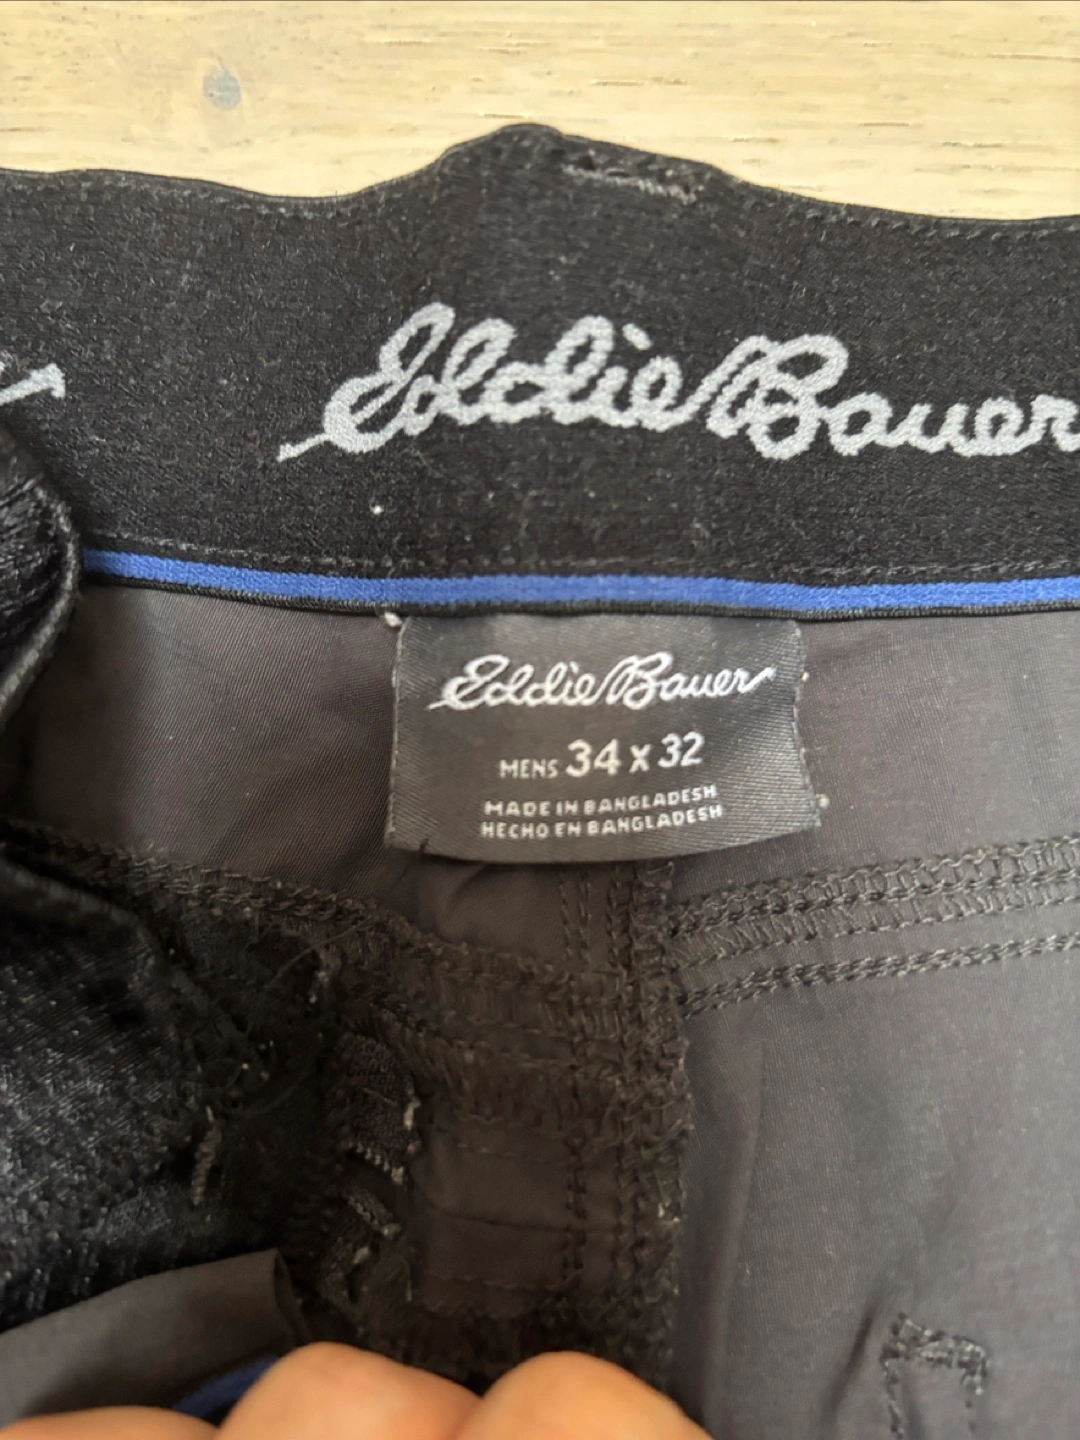 Eddie Bauer
Eddie Bauer
MENS 34 x 32
MADE IN BANGLADESH
HECHO EN BANGLADESH